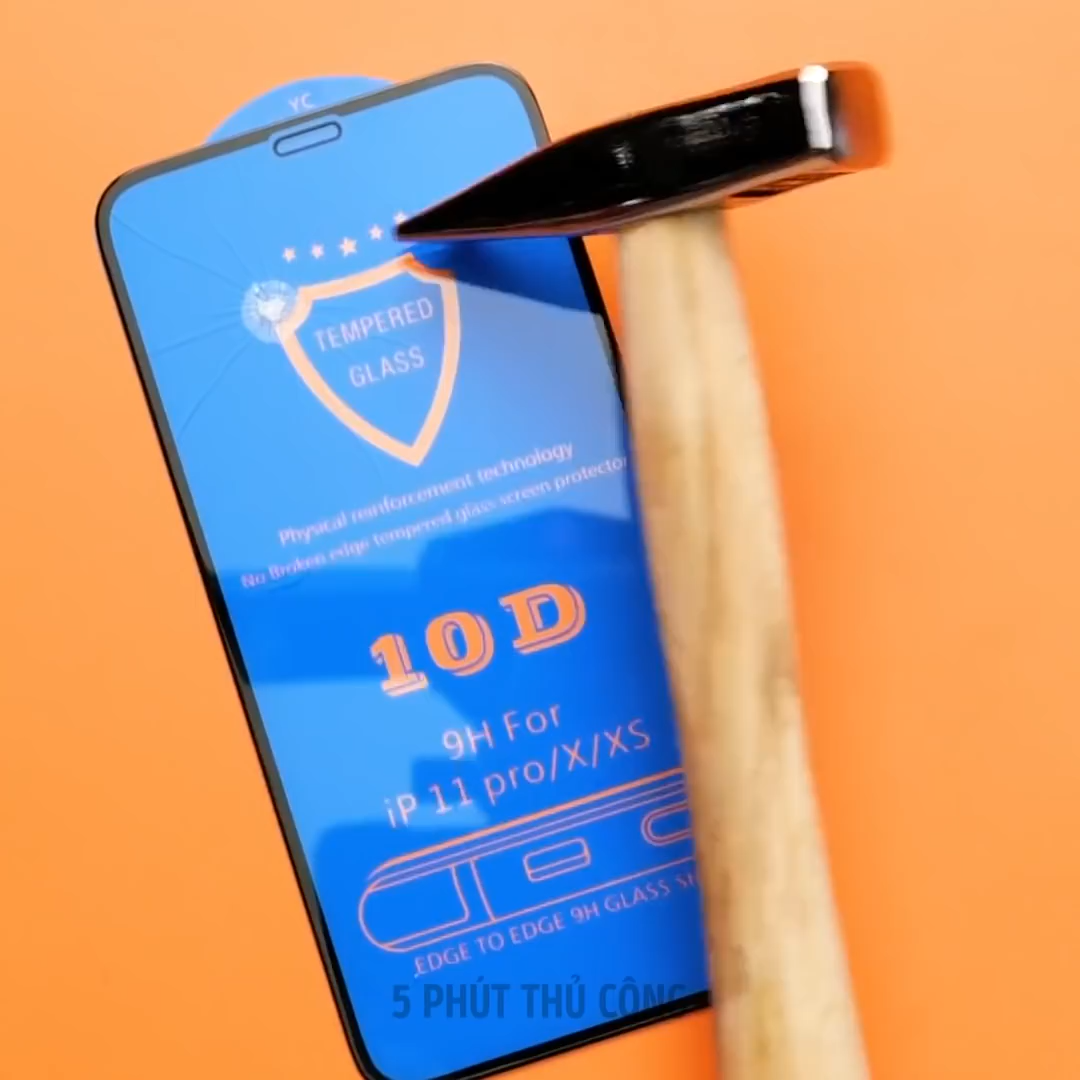 YC
TEMPERED
GLASS
Physical reinforcement technology
No Broken edge tempered glass screen protector
10D
9H For
iP 11 pro/X/XS
EDGE TO EDGE 9H GLASS
5 PHÚT THỦ CÔNG